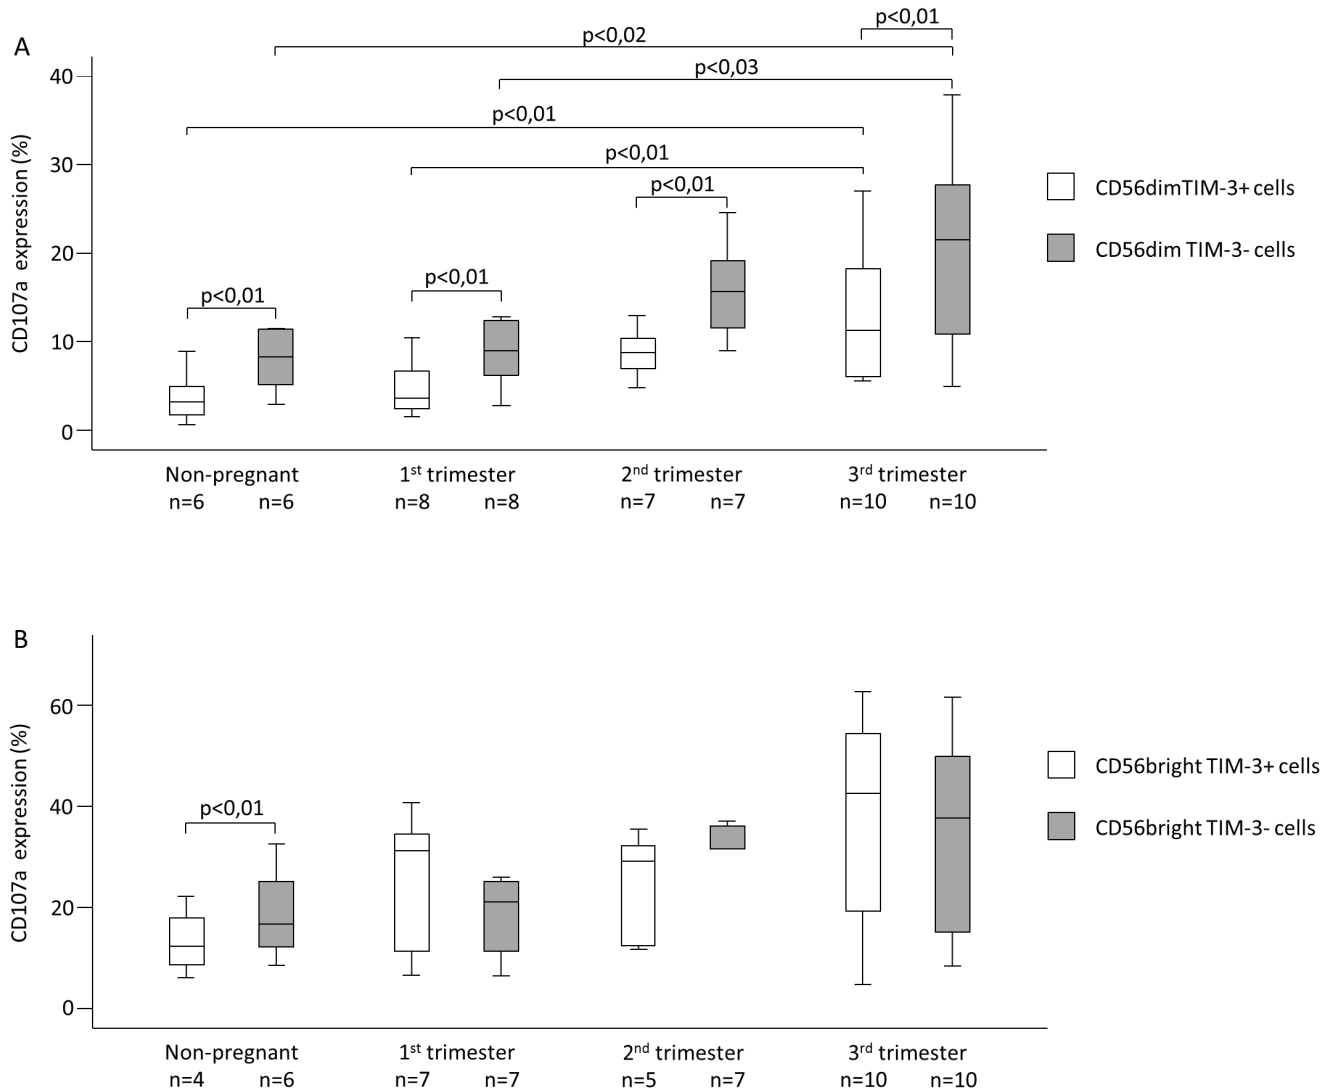 A
p<0,01
p<0,02
p<0,03
p<0,01
p<0,01
p<0,01
p<0,01
p<0,01
CD107a expression (%)
40
30
20
10
0
CD56dimTIM-3+ cells
CD56dim TIM-3- cells
Non-pregnant 1st trimester 2nd trimester 3rd trimester
n=6 n=6 n=8 n=8 n=7 n=7 n=10 n=10
B
CD107a expression (%)
60
40
20
0
p<0,01
CD56bright TIM-3+ cells
CD56bright TIM-3- cells
Non-pregnant 1st trimester 2nd trimester 3rd trimester
n=4 n=6 n=7 n=7 n=5 n=7 n=10 n=10